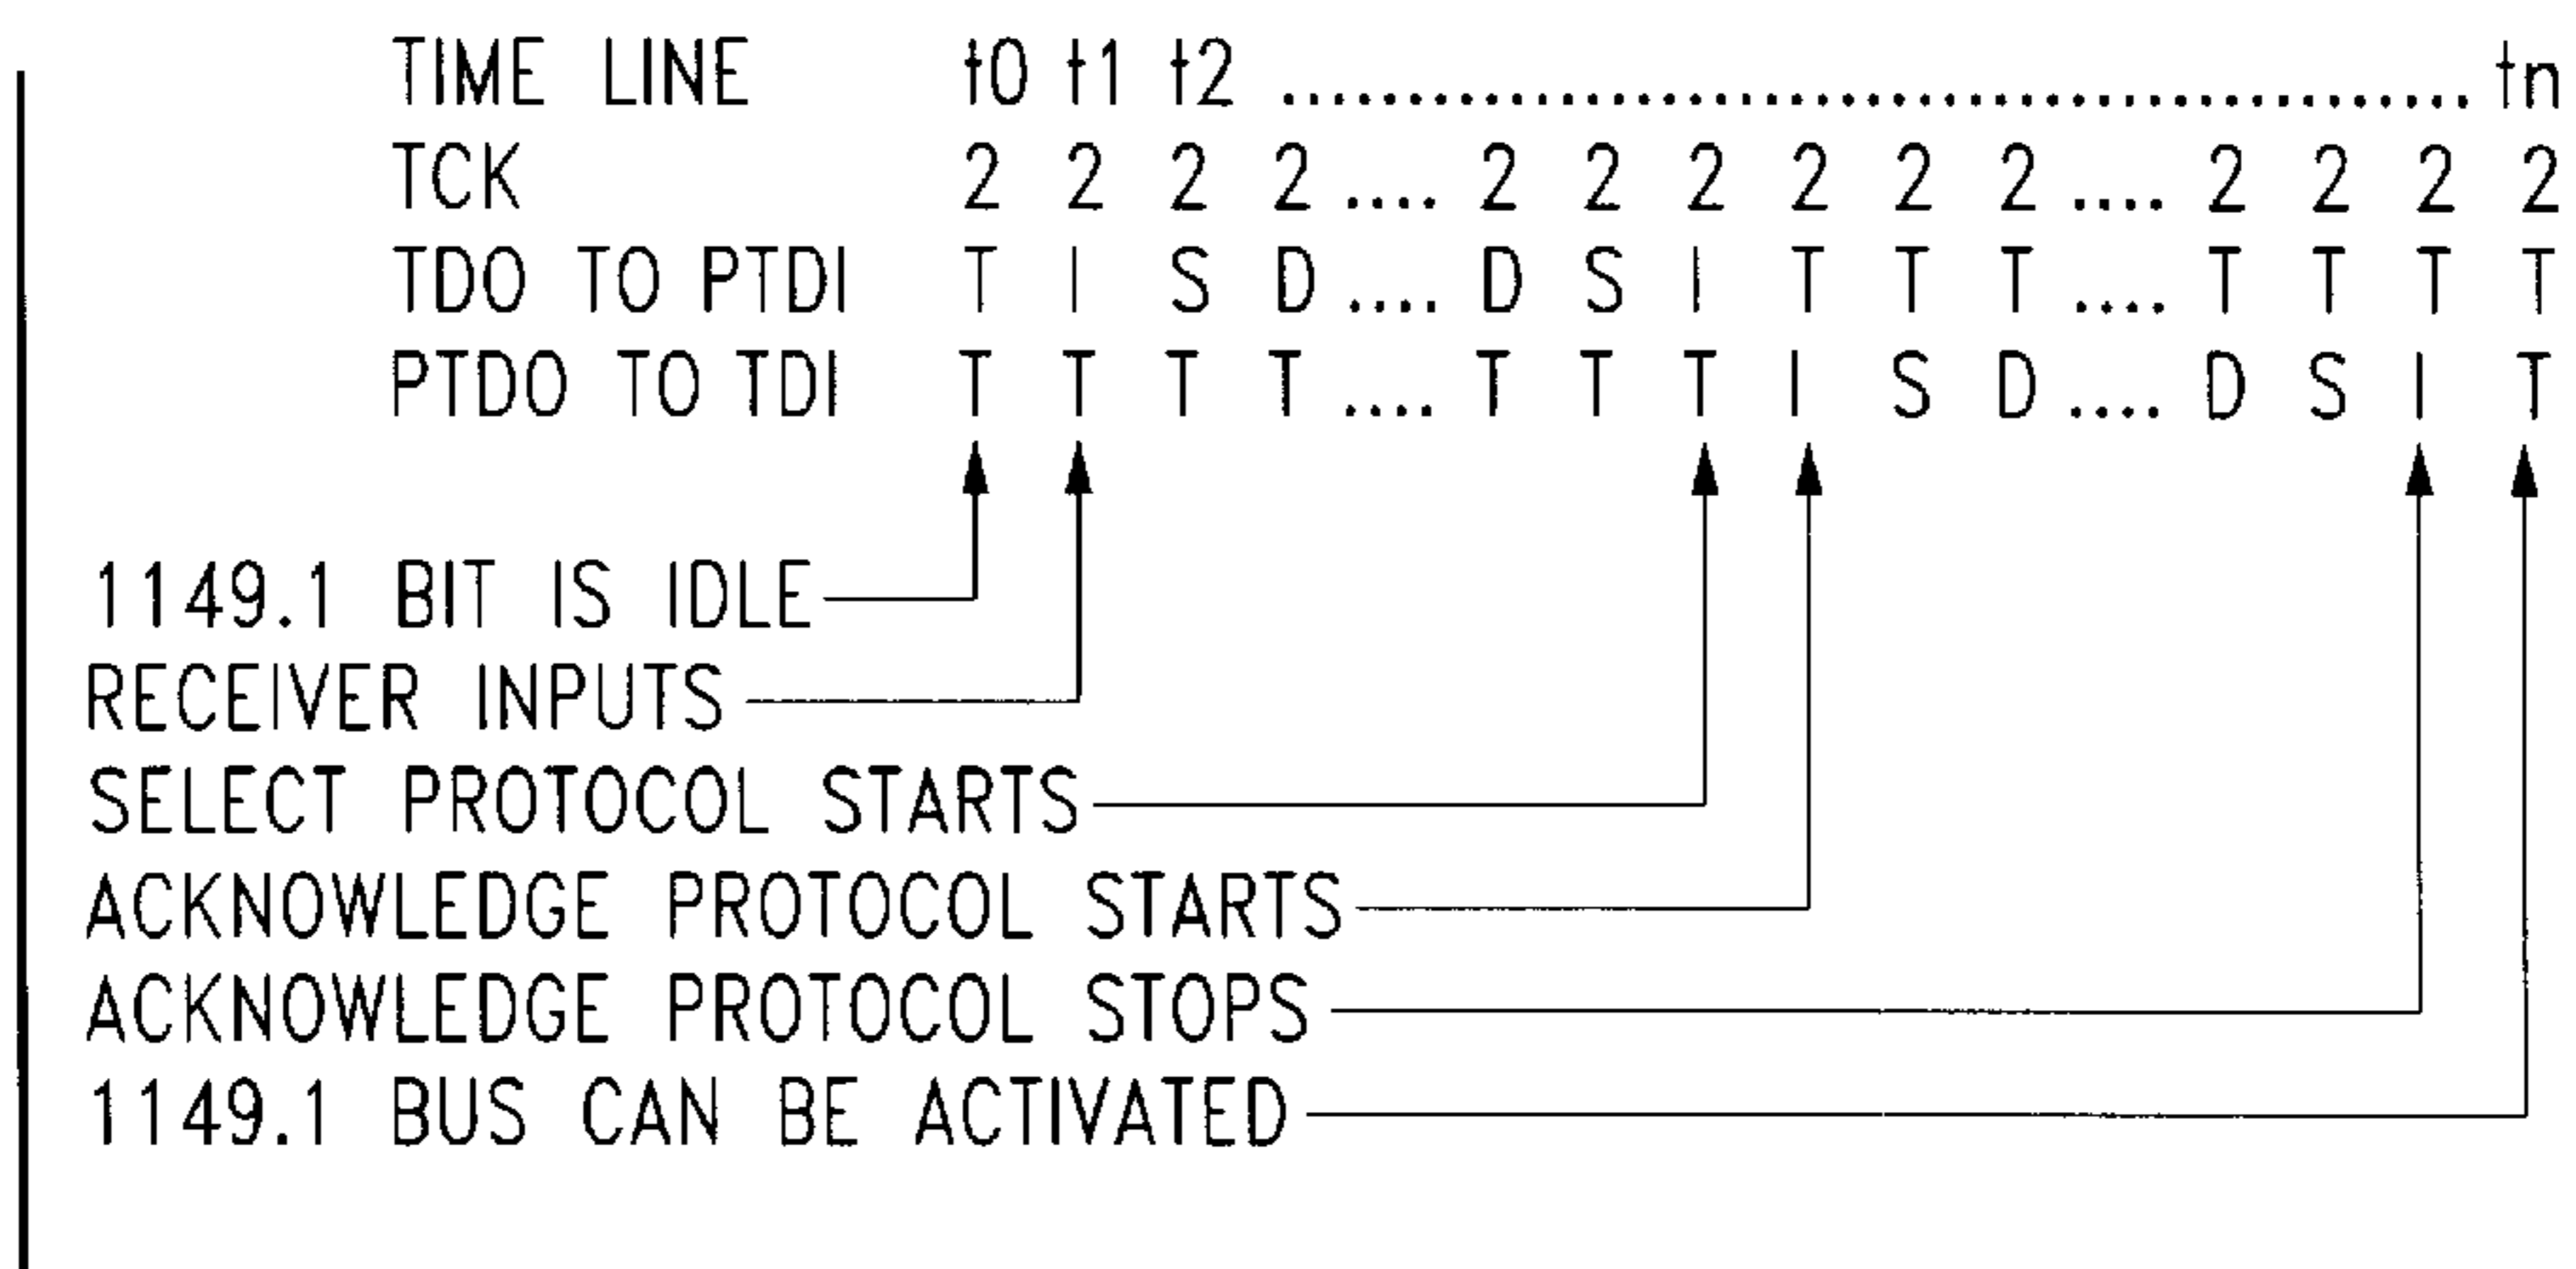 TIME LINE t0 t1 t2 .............................................. tn
TCK 2 2 2 2 .... 2 2 2 2 2 2 .... 2 2 2 2
TDO TO PTDI T I S D .... D S I T T T .... T T T T
PTDO TO TDI T T T T .... T T T I S D .... D S I T
1149.1 BIT IS IDLE
RECEIVER INPUTS
SELECT PROTOCOL STARTS
ACKNOWLEDGE PROTOCOL STARTS
ACKNOWLEDGE PROTOCOL STOPS
1149.1 BUS CAN BE ACTIVATED